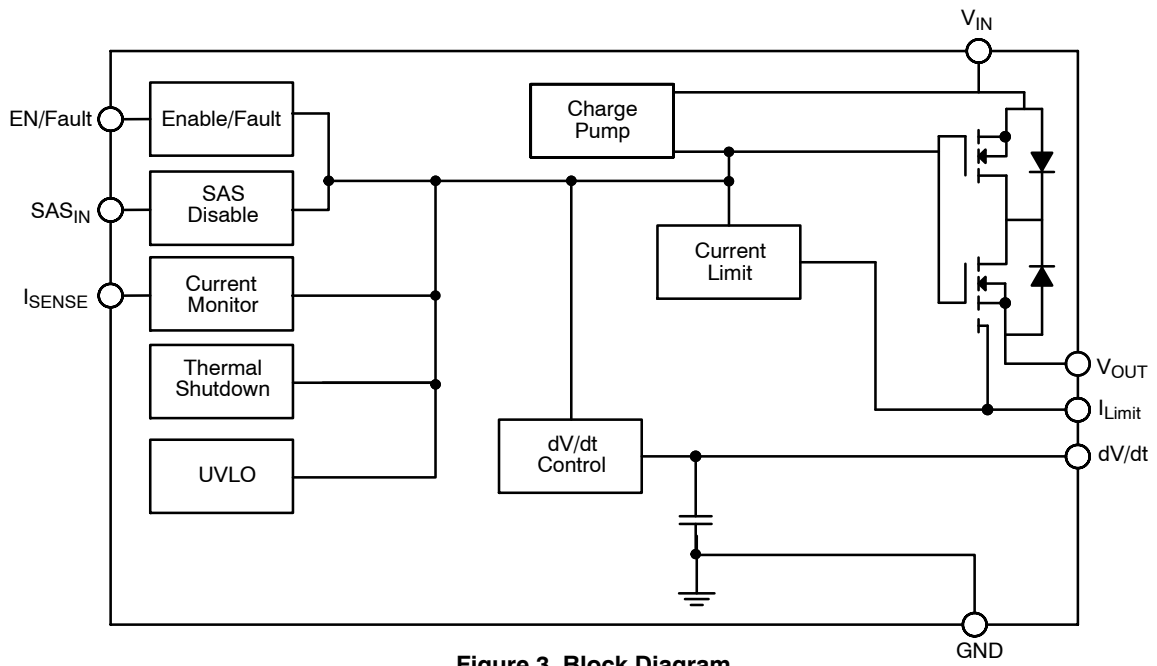 V_IN
EN/Fault
Enable/Fault
Charge
Pump
SAS_IN
SAS
Disable
Current
Limit
I_SENSE
Current
Monitor
Thermal
Shutdown
V_OUT
I_Limit
dV/dt
Control
dV/dt
UVLO
GND
Figure 3. Block Diagram